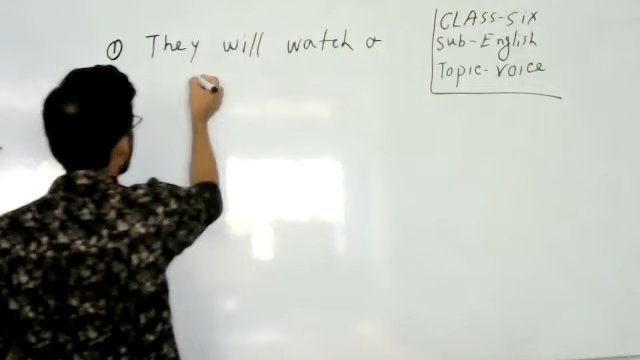 ① They will watch a
CLASS-SIX
Sub-English
Topic-Voice